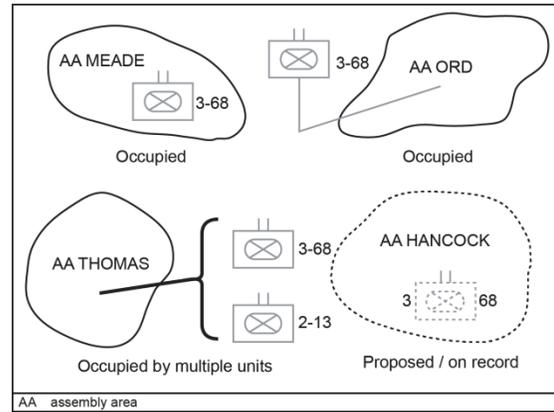 AA MEADE
3-68
Occupied
3-68
AA ORD
Occupied
AA THOMAS
3-68
2-13
Occupied by multiple units
AA HANCOCK
3 68
Proposed / on record
AA assembly area